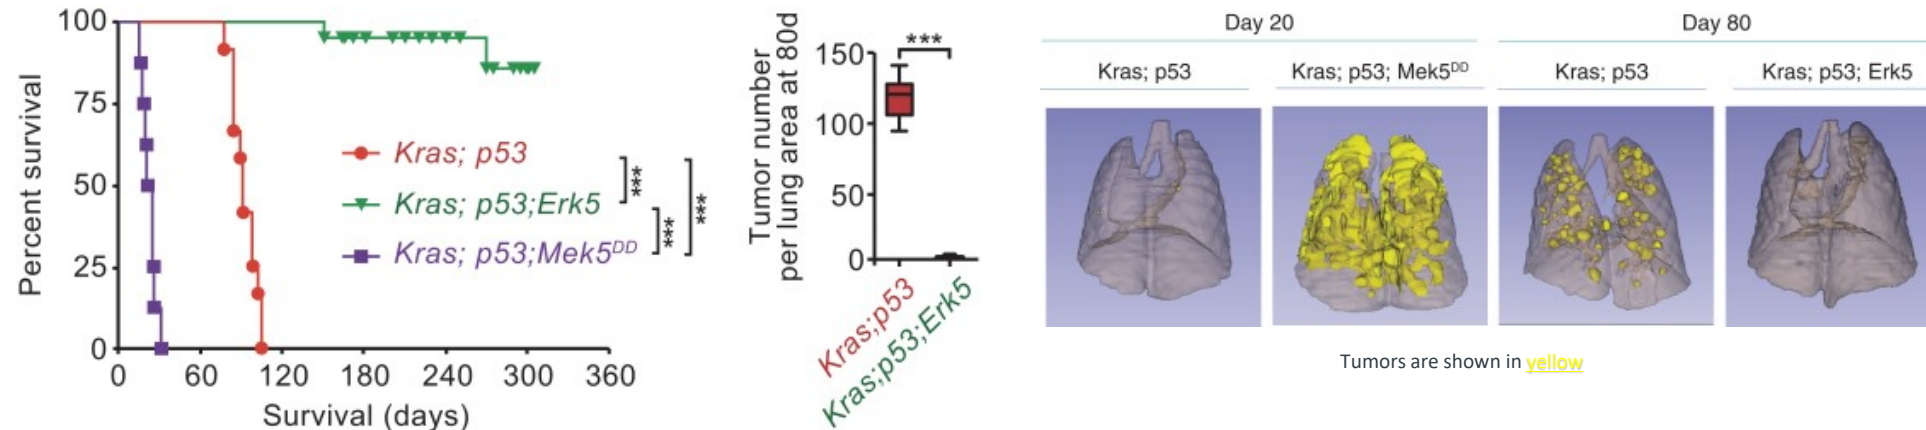 Percent survival
100
75
50
25
0
0 60 120 180 240 300 360
Survival (days)
Kras; p53
Kras; p53;Erk5
Kras; p53;Mek5DD
***
***
***
Tumor number
per lung area at 80d
150
100
50
0
***
Kras;p53
Kras;p53;Erk5
Day 20 Day 80
Kras; p53 Kras; p53; Mek5DD Kras; p53 Kras; p53; Erk5
Tumors are shown in yellow